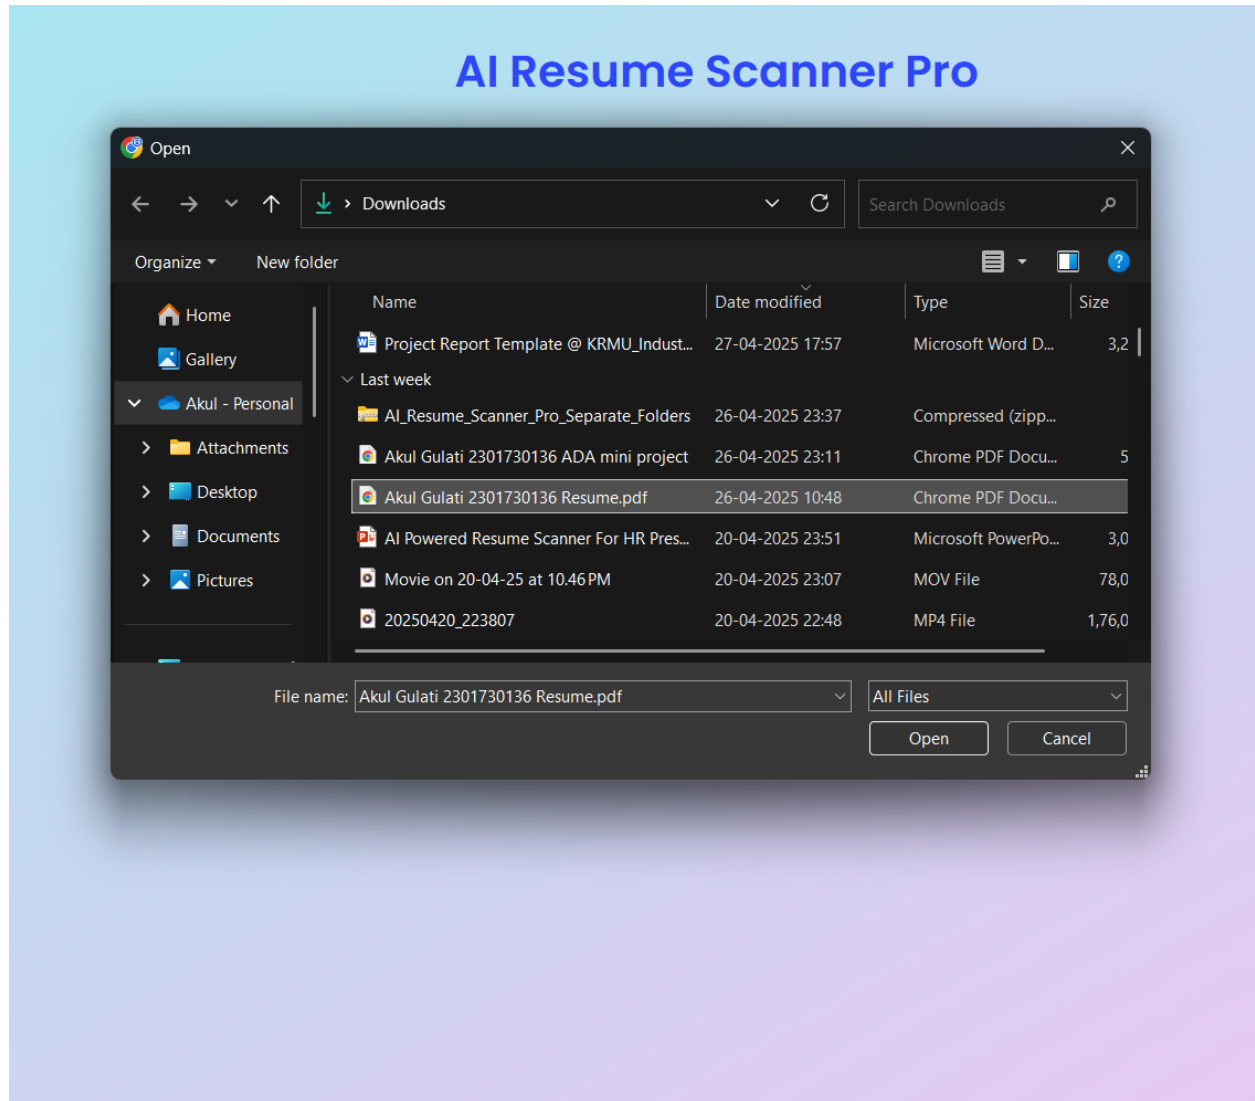 AI Resume Scanner Pro
Open
Downloads
Search Downloads
Organize
New folder
Home
Gallery
Akul - Personal
Attachments
Desktop
Documents
Pictures
Name Date modified Type Size
Project Report Template @ KRMU_Indust... 27-04-2025 17:57 Microsoft Word D... 3,2
Last week
AI_Resume_Scanner_Pro_Separate_Folders 26-04-2025 23:37 Compressed (zipp...
Akul Gulati 2301730136 ADA mini project 26-04-2025 23:11 Chrome PDF Docu... 5
Akul Gulati 2301730136 Resume.pdf 26-04-2025 10:48 Chrome PDF Docu...
AI Powered Resume Scanner For HR Pres... 20-04-2025 23:51 Microsoft PowerPo... 3,0
Movie on 20-04-25 at 10.46 PM 20-04-2025 23:07 MOV File 78,0
20250420_223807 20-04-2025 22:48 MP4 File 1,76,0
File name: Akul Gulati 2301730136 Resume.pdf All Files
Open Cancel